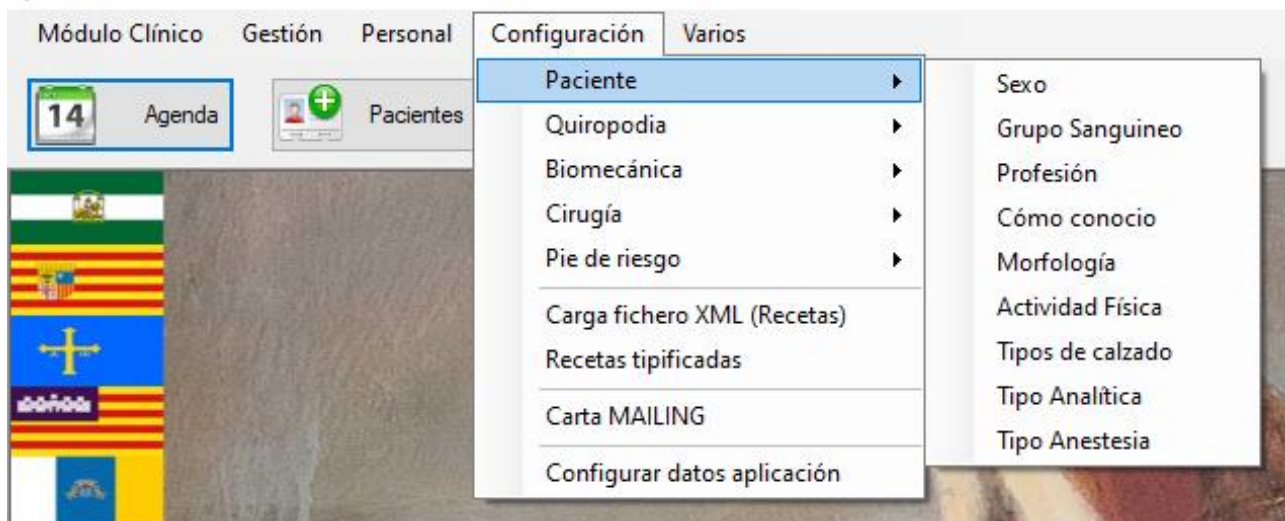 Módulo Clínico Gestión Personal Configuración Varios
14 Agenda Pacientes
Paciente
Quiropodia
Biomecánica
Cirugía
Pie de riesgo
Carga fichero XML (Recetas)
Recetas tipificadas
Carta MAILING
Configurar datos aplicación
Sexo
Grupo Sanguineo
Profesión
Cómo conocio
Morfología
Actividad Física
Tipos de calzado
Tipo Analítica
Tipo Anestesia